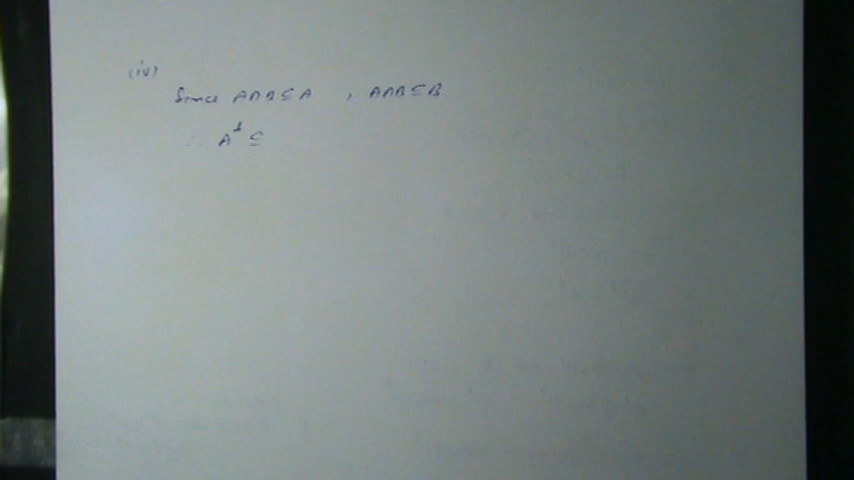 (iv)
Since A∩B⊆A , A∩B⊆B
∴ A⊥ ⊆